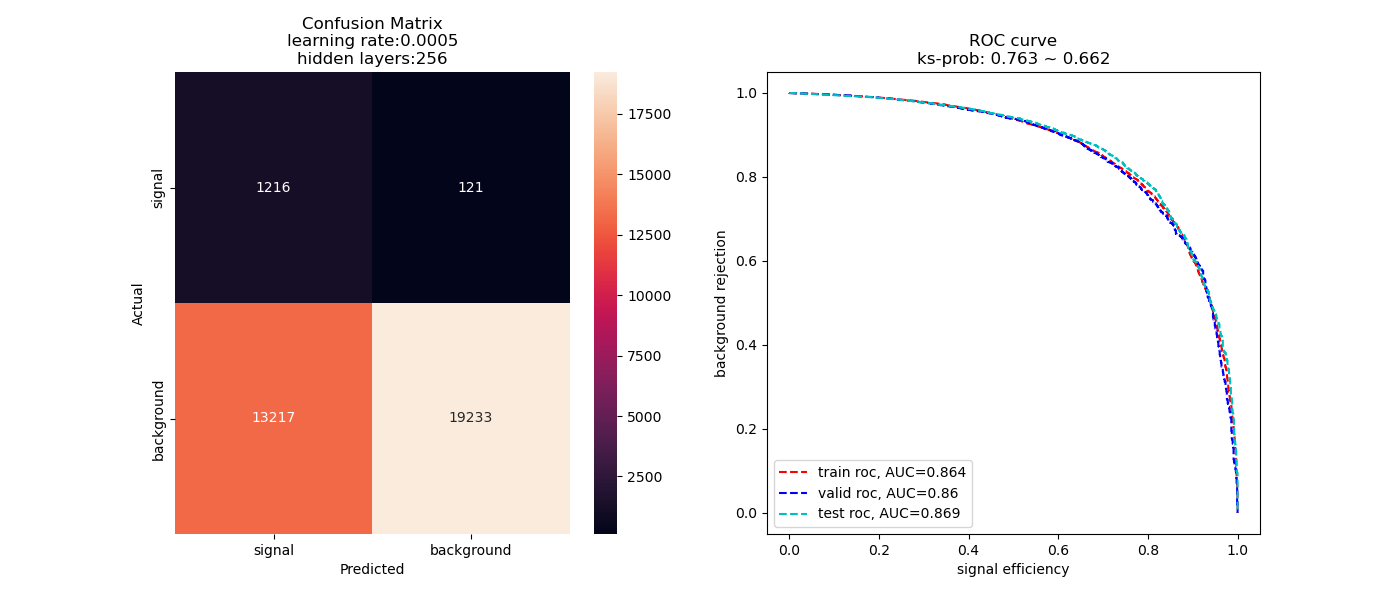 Confusion Matrix
learning rate:0.0005
hidden layers:256
signal
background
Actual
1216
121
13217
19233
signal
background
Predicted
17500
15000
12500
10000
7500
5000
2500
ROC curve
ks-prob: 0.763 ~ 0.662
background rejection
1.0
0.8
0.6
0.4
0.2
0.0
train roc, AUC=0.864
valid roc, AUC=0.86
test roc, AUC=0.869
0.0
0.2
0.4
0.6
0.8
1.0
signal efficiency